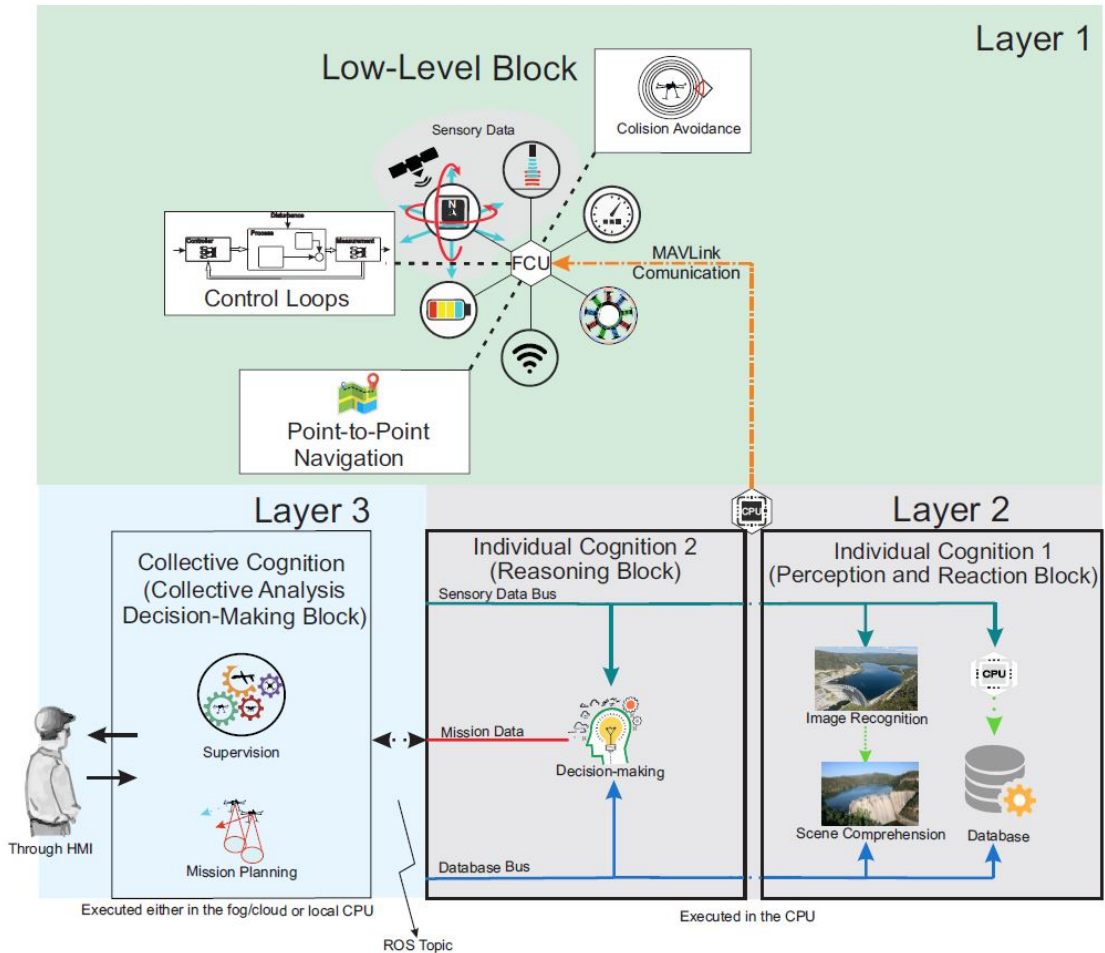 Layer 1
Low-Level Block
Colision Avoidance
Sensory Data
N
Disturbance
Controller
Process
Measurement
Control Loops
FCU
MAVLink
Comunication
Point-to-Point
Navigation
CPU
Layer 3
Layer 2
Collective Cognition
(Collective Analysis
Decision-Making Block)
Individual Cognition 2
(Reasoning Block)
Individual Cognition 1
(Perception and Reaction Block)
Sensory Data Bus
CPU
Image Recognition
Supervision
Mission Data
Decision-making
Scene Comprehension
Database
Through HMI
Mission Planning
Database Bus
Executed either in the fog/cloud or local CPU
Executed in the CPU
ROS Topic